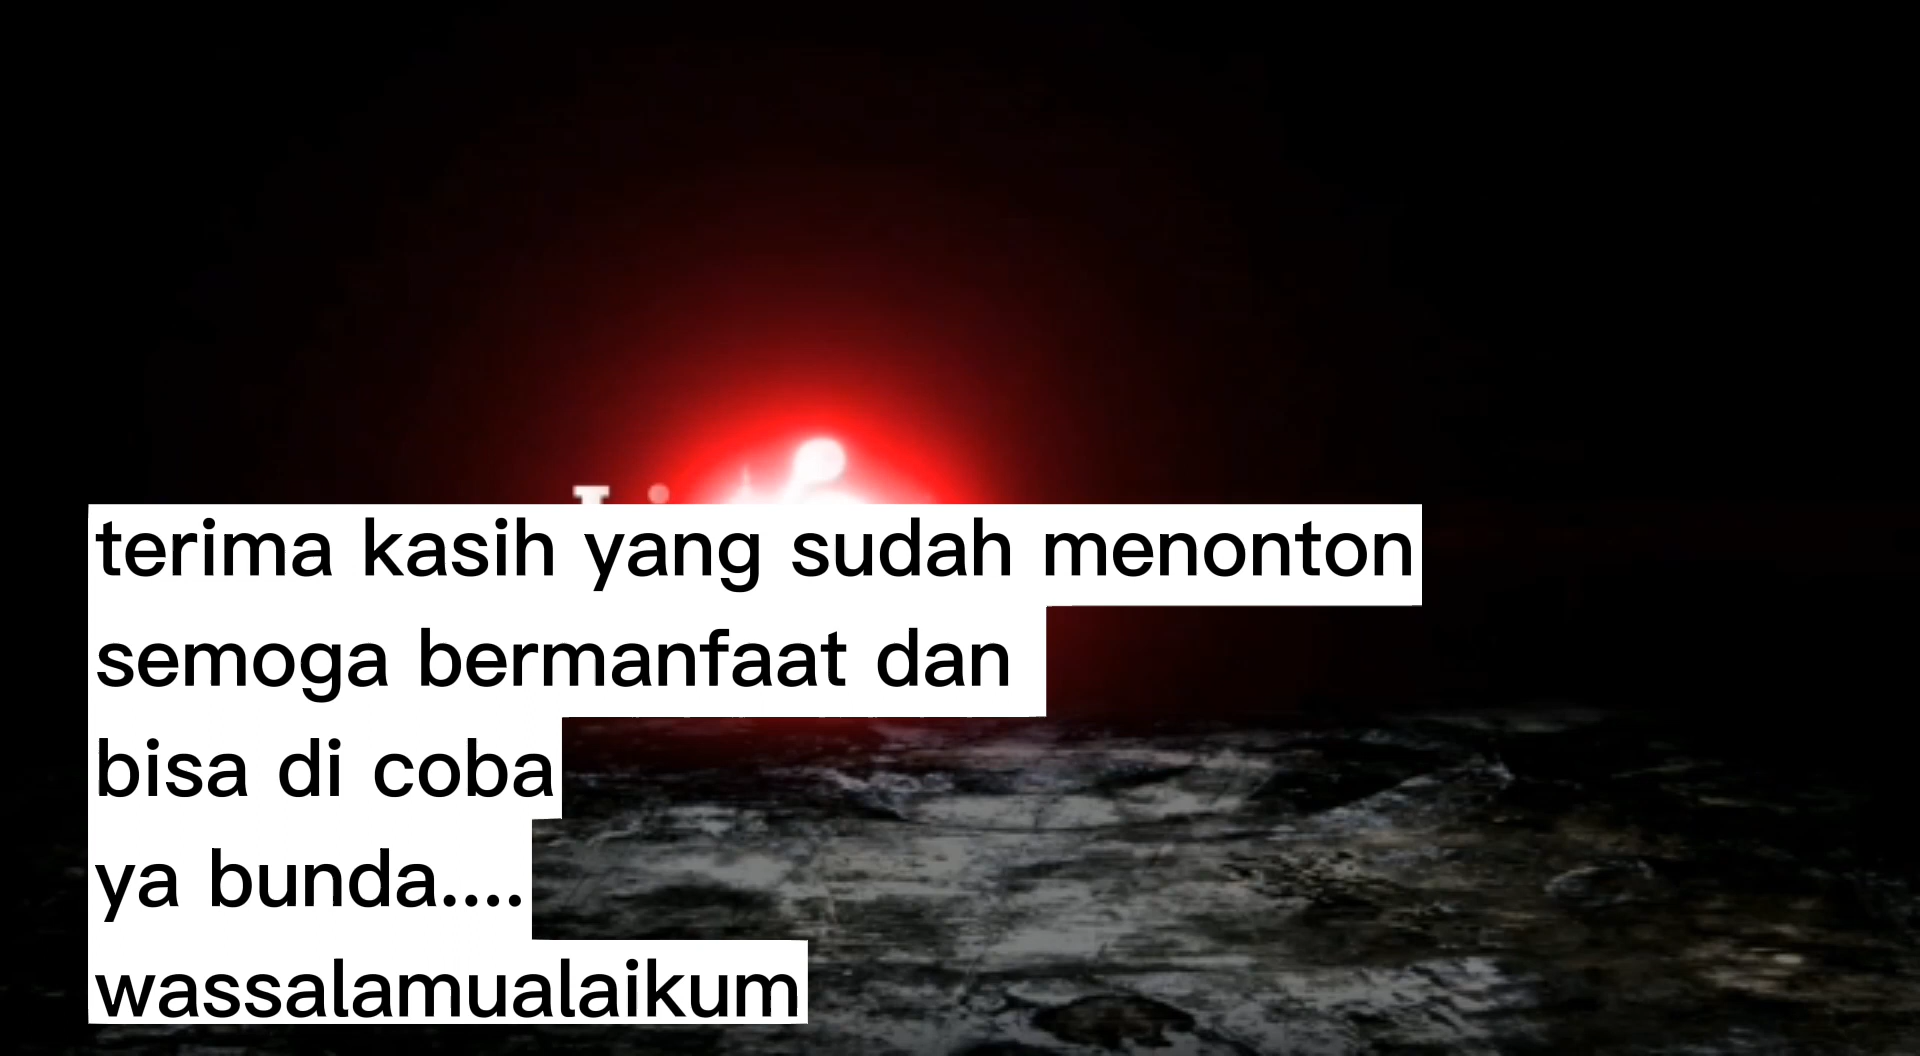 terima kasih yang sudah menonton
semoga bermanfaat dan
bisa di coba
ya bunda....
wassalamualaikum